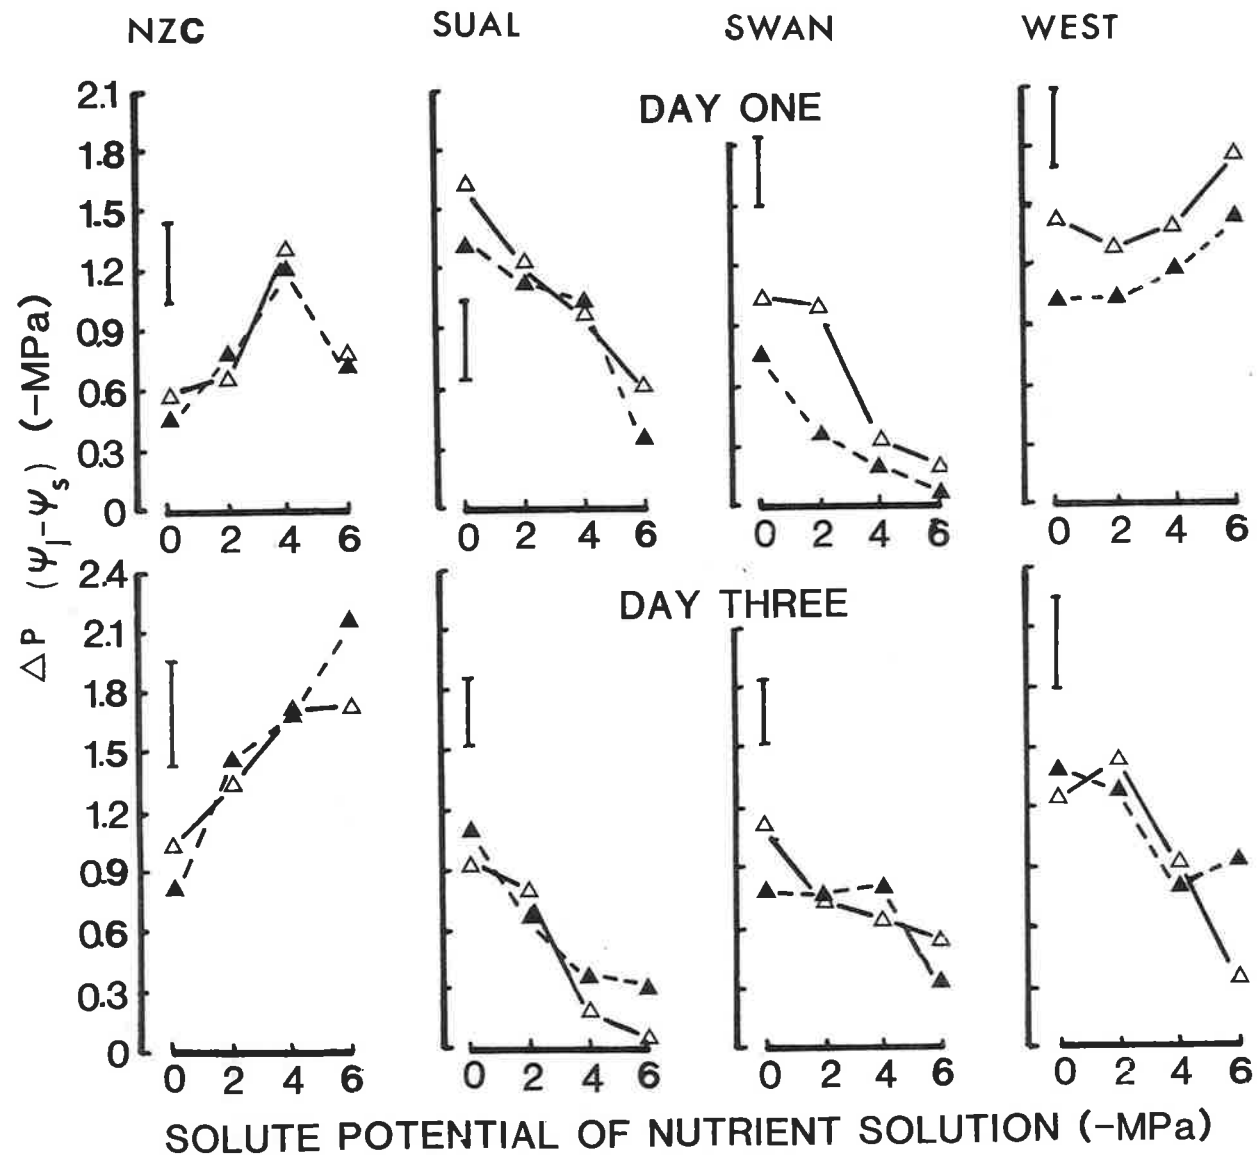 NZC SUAL SWAN WEST
DAY ONE
2.1
1.8
1.5
1.2
0.9
0.6
0.3
0
0 2 4 6 0 2 4 6 0 2 4 6 0 2 4 6
ΔP (Ψl–Ψs) (–MPa)
DAY THREE
2.4
2.1
1.8
1.5
1.2
0.9
0.6
0.3
0
0 2 4 6 0 2 4 6 0 2 4 6 0 2 4 6
SOLUTE POTENTIAL OF NUTRIENT SOLUTION (–MPa)